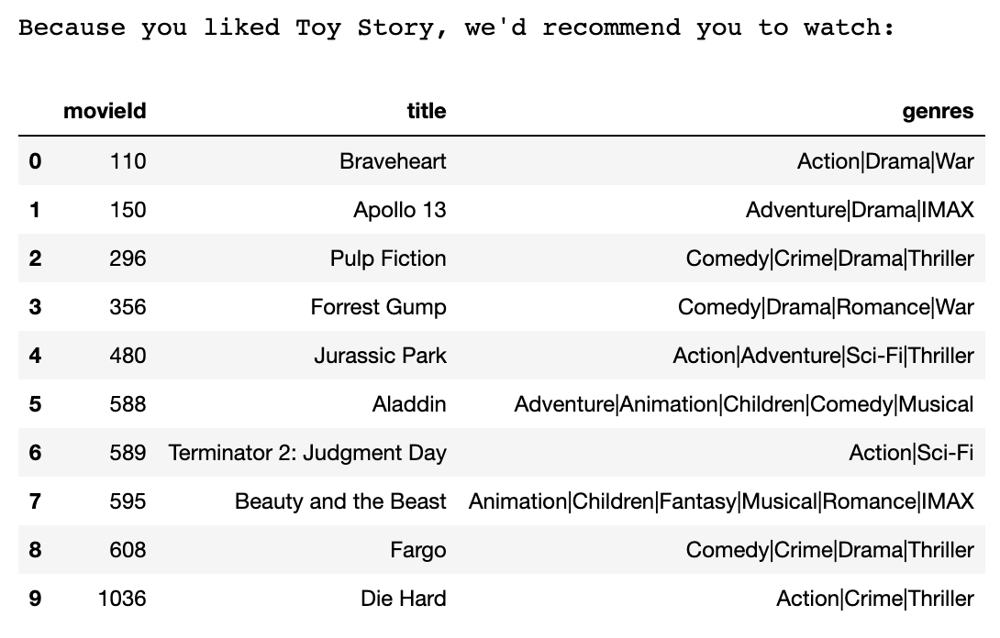 Because you liked Toy Story, we'd recommend you to watch:
movieId title genres
0 110 Braveheart Action|Drama|War
1 150 Apollo 13 Adventure|Drama|IMAX
2 296 Pulp Fiction Comedy|Crime|Drama|Thriller
3 356 Forrest Gump Comedy|Drama|Romance|War
4 480 Jurassic Park Action|Adventure|Sci-Fi|Thriller
5 588 Aladdin Adventure|Animation|Children|Comedy|Musical
6 589 Terminator 2: Judgment Day Action|Sci-Fi
7 595 Beauty and the Beast Animation|Children|Fantasy|Musical|Romance|IMAX
8 608 Fargo Comedy|Crime|Drama|Thriller
9 1036 Die Hard Action|Crime|Thriller